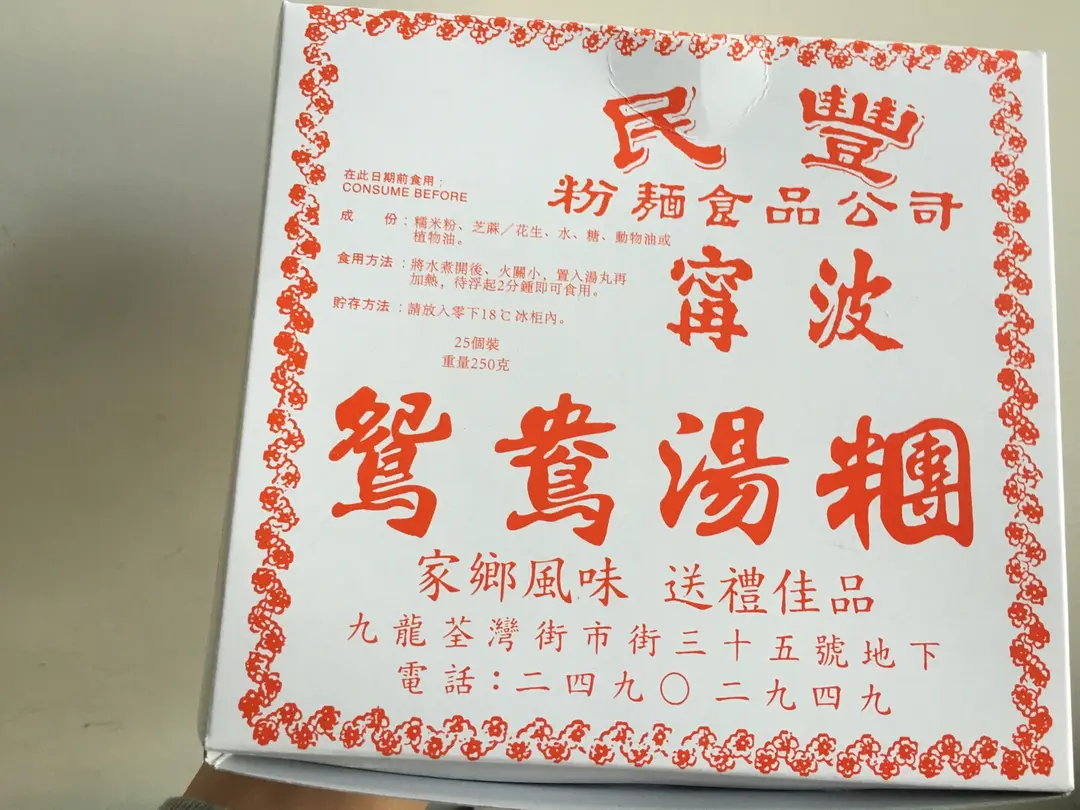 民豐
粉麵食品公司
在此日期前食用：
CONSUME BEFORE
成　份：糯米粉、芝蔴／花生、水、糖、動物油或
植物油。
食用方法：將水煮開後、火關小，置入湯丸再
加熱，待浮起2分鍾即可食用。
貯存方法：請放入零下18℃冰柜內。
25個裝
重量250克
甯波
鴛鴦湯糰
家鄉風味 送禮佳品
九龍荃灣街市街三十五號地下
電話：二四九〇 二九四九